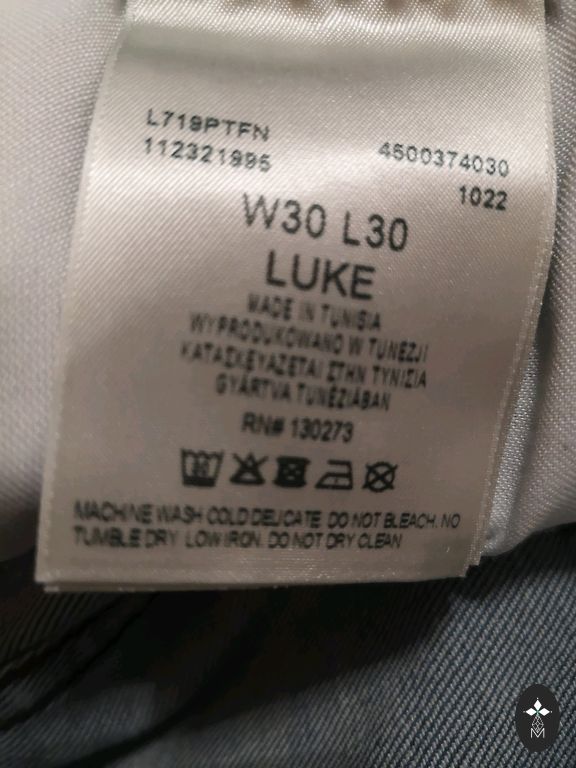 L719PTFN
112321995
4500374030
1022
W30 L30
LUKE
MADE IN TUNISIA
WYPRODUKOWANO W TUNEZJI
ΚΑΤΑΣΚΕΥΑΖΕΤΑΙ ΣΤΗΝ ΤΥΝΙΖΙΑ
GYÁRTVA TUNÉZIÁBAN
RN# 130273
MACHINE WASH COLD DELICATE. DO NOT BLEACH. NO
TUMBLE DRY. LOW IRON. DO NOT DRY CLEAN